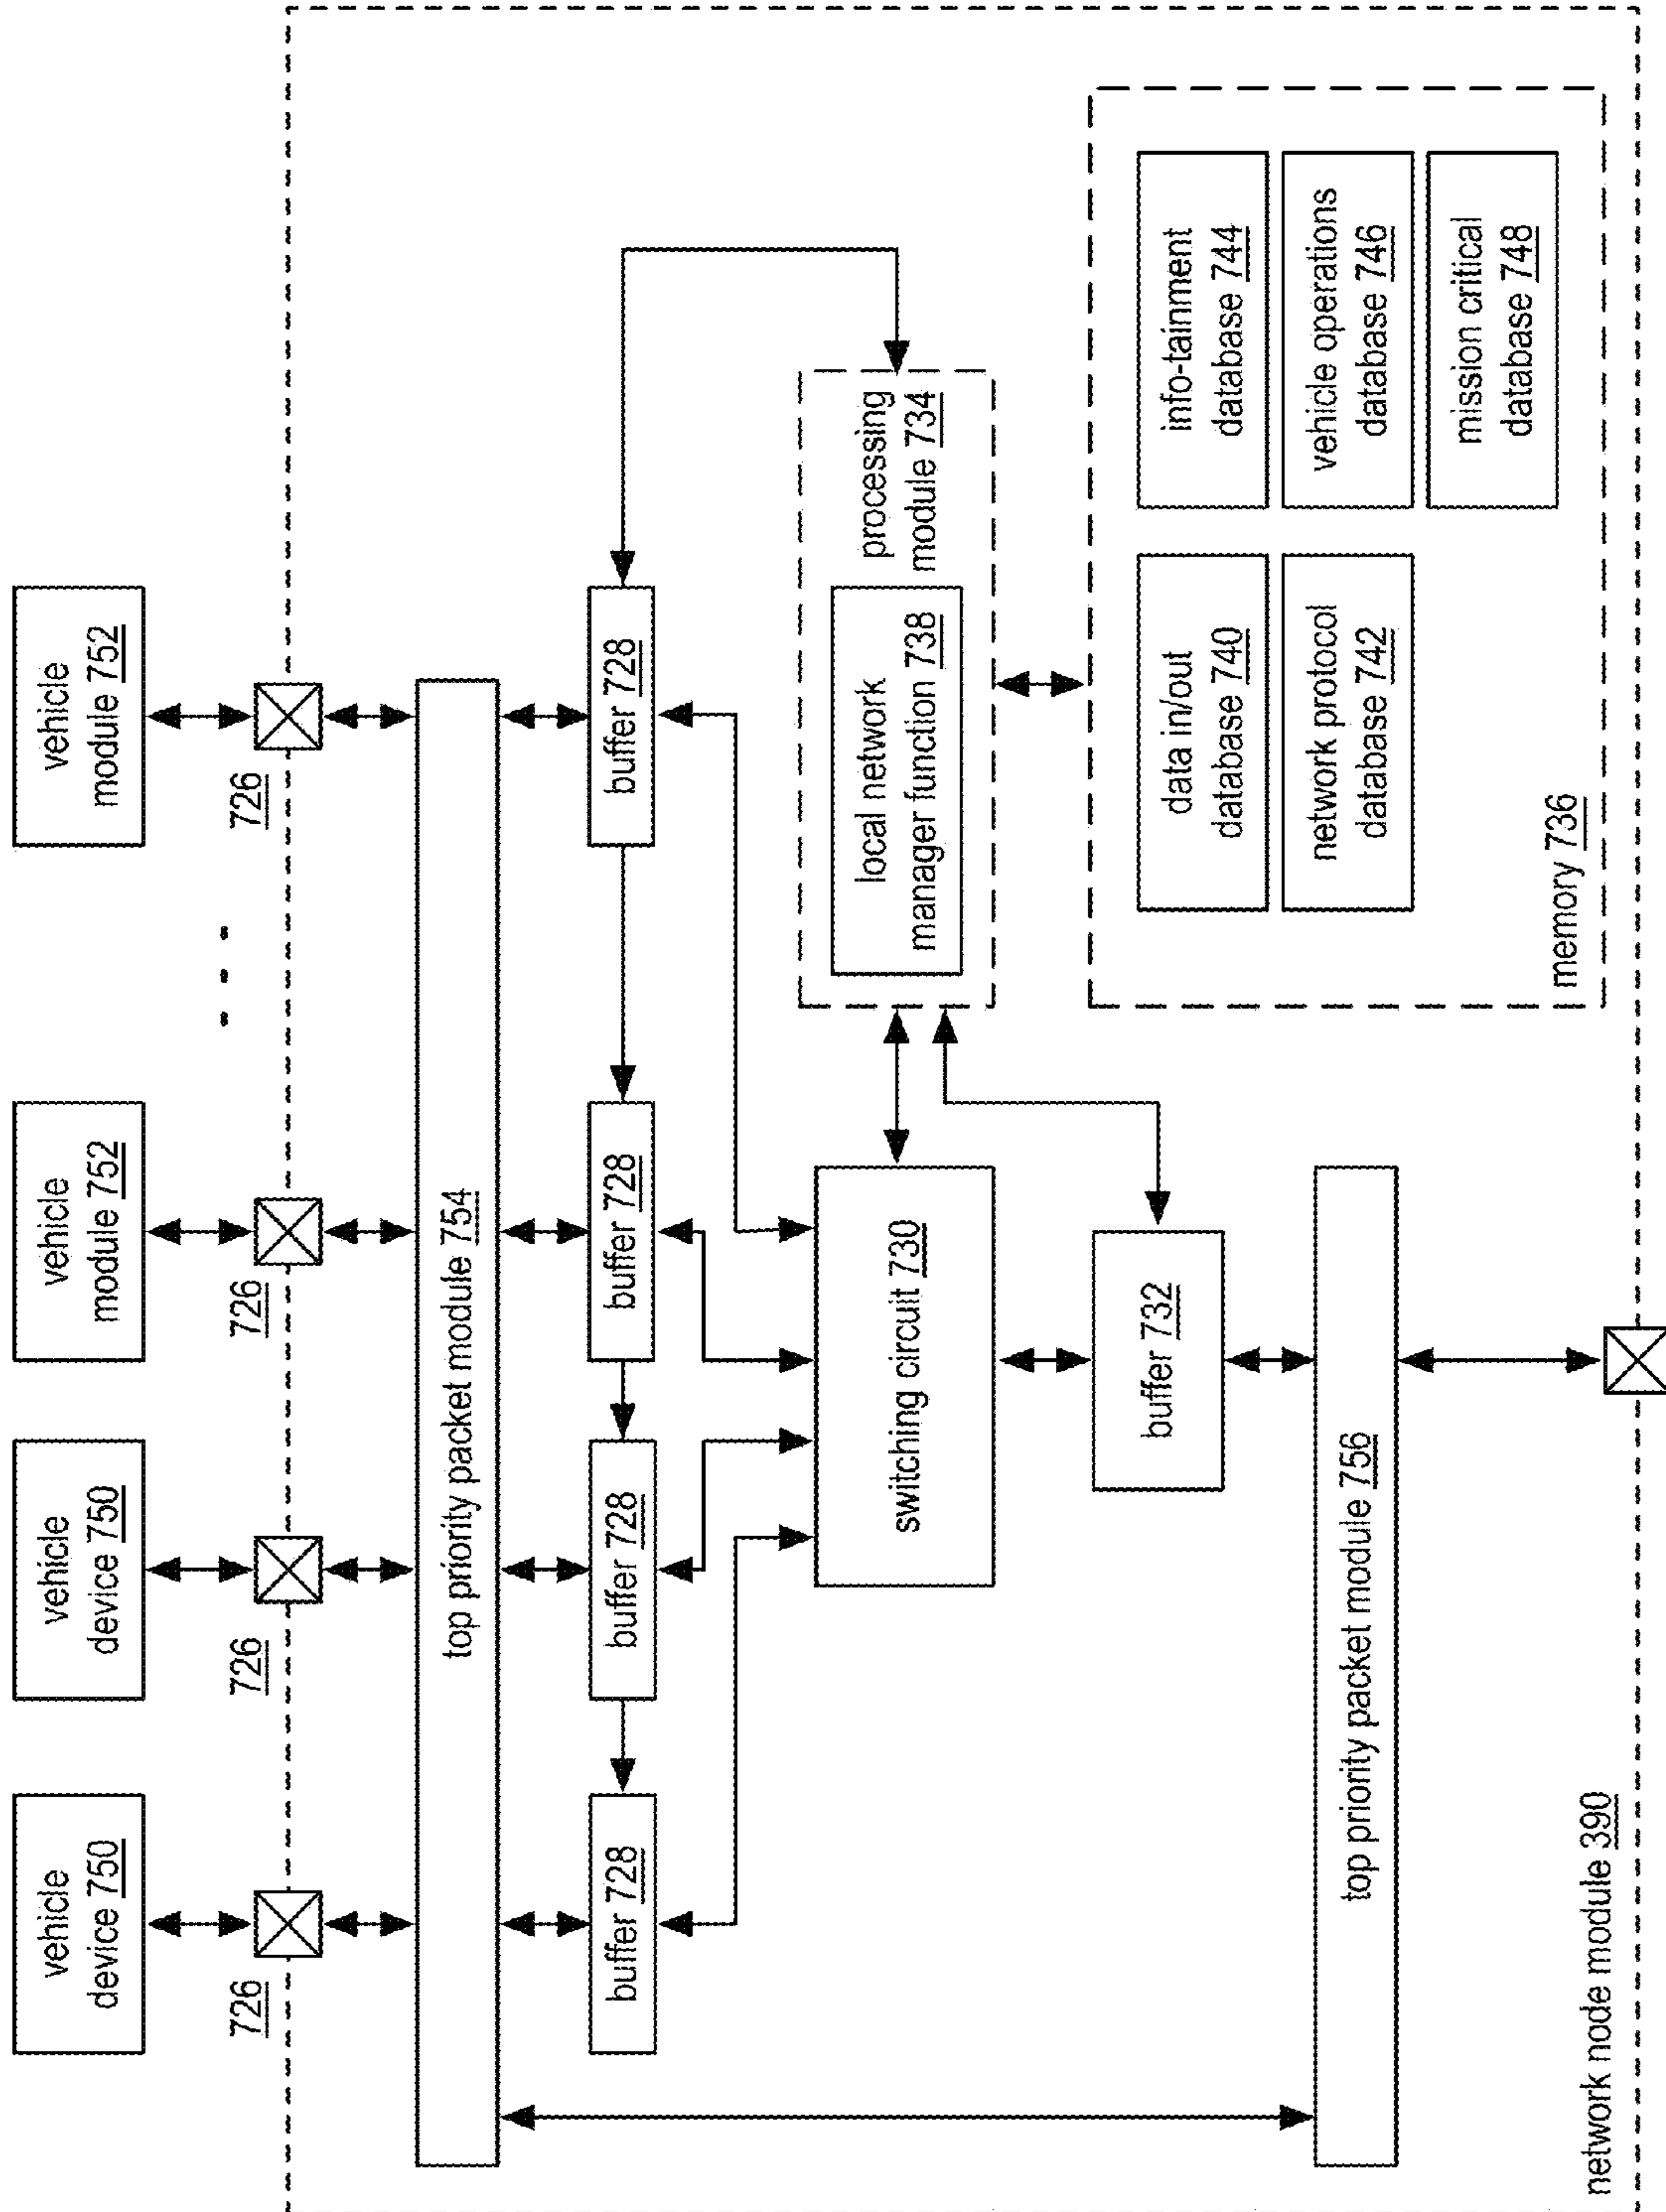 vehicle
device 750
vehicle
device 750
vehicle
module 752
vehicle
module 752
726
726
726
726
. . .
top priority packet module 754
buffer 728
buffer 728
buffer 728
buffer 728
switching circuit 730
local network
manager function 738
processing
module 734
buffer 732
data in/out
database 740
info-tainment
database 744
network protocol
database 742
vehicle operations
database 746
mission critical
database 748
memory 736
top priority packet module 756
network node module 390